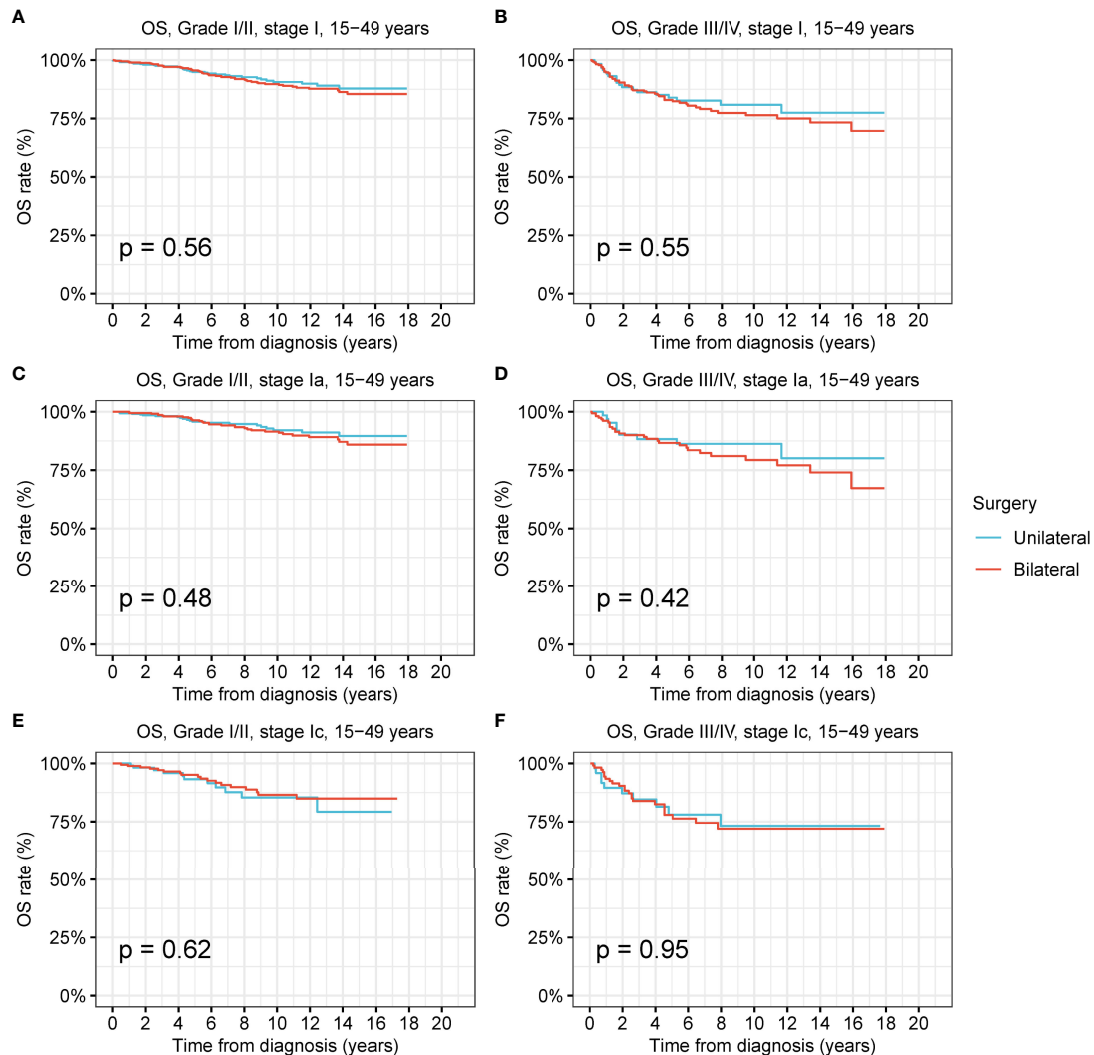 A
OS, Grade I/II, stage I, 15−49 years
100%
75%
50%
25%
0%
OS rate (%)
p = 0.56
0 2 4 6 8 10 12 14 16 18 20
Time from diagnosis (years)
B
OS, Grade III/IV, stage I, 15−49 years
100%
75%
50%
25%
0%
OS rate (%)
p = 0.55
0 2 4 6 8 10 12 14 16 18 20
Time from diagnosis (years)
C
OS, Grade I/II, stage Ia, 15−49 years
100%
75%
50%
25%
0%
OS rate (%)
p = 0.48
0 2 4 6 8 10 12 14 16 18 20
Time from diagnosis (years)
D
OS, Grade III/IV, stage Ia, 15−49 years
100%
75%
50%
25%
0%
OS rate (%)
p = 0.42
0 2 4 6 8 10 12 14 16 18 20
Time from diagnosis (years)
Surgery
Unilateral
Bilateral
E
OS, Grade I/II, stage Ic, 15−49 years
100%
75%
50%
25%
0%
OS rate (%)
p = 0.62
0 2 4 6 8 10 12 14 16 18 20
Time from diagnosis (years)
F
OS, Grade III/IV, stage Ic, 15−49 years
100%
75%
50%
25%
0%
OS rate (%)
p = 0.95
0 2 4 6 8 10 12 14 16 18 20
Time from diagnosis (years)